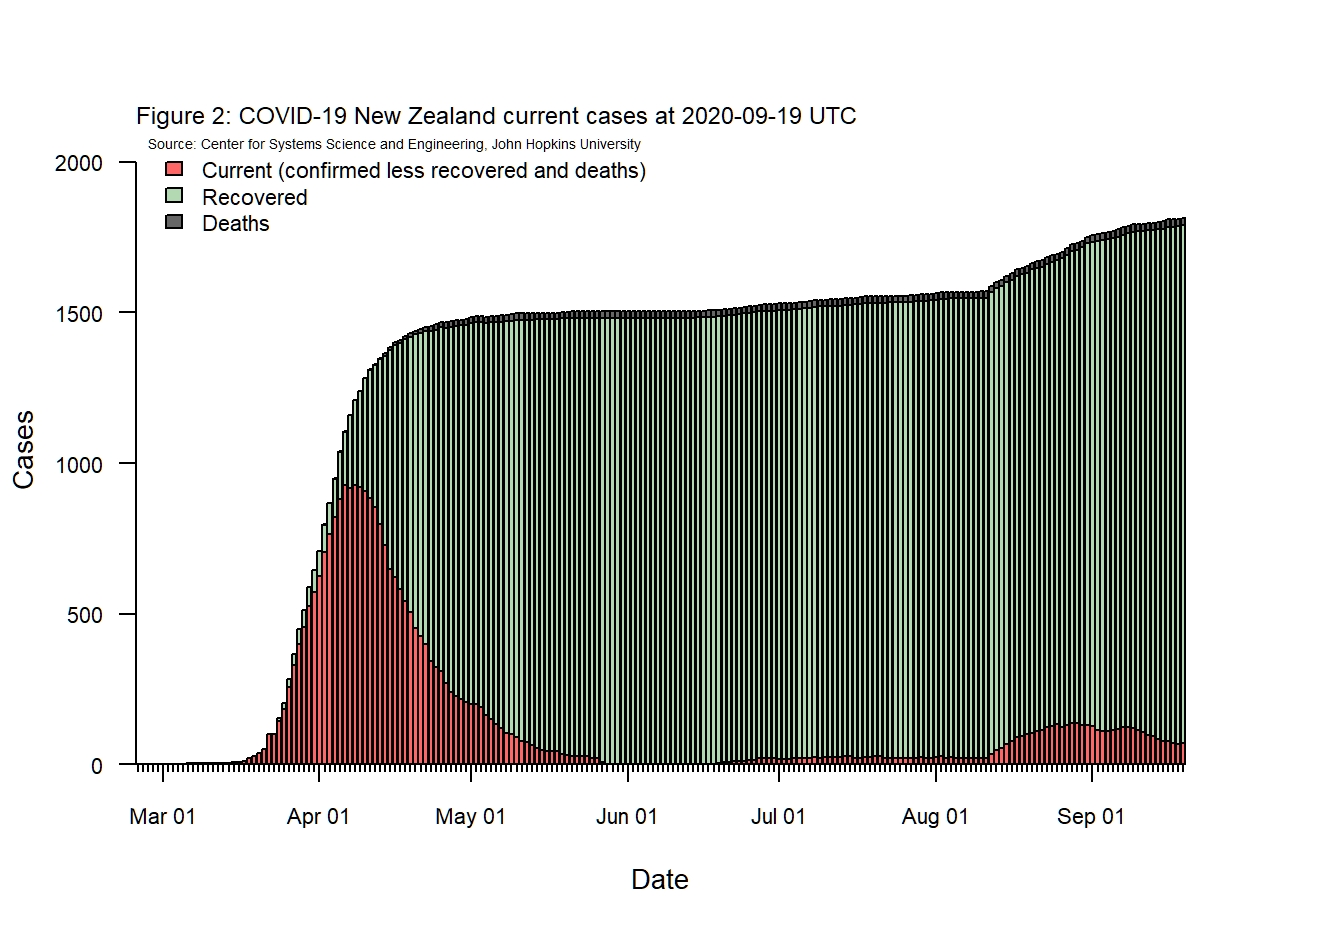 Figure 2: COVID-19 New Zealand current cases at 2020-09-19 UTC
Source: Center for Systems Science and Engineering, John Hopkins University
Current (confirmed less recovered and deaths)
Recovered
Deaths
2000
1500
1000
500
0
Cases
Mar 01 Apr 01 May 01 Jun 01 Jul 01 Aug 01 Sep 01
Date